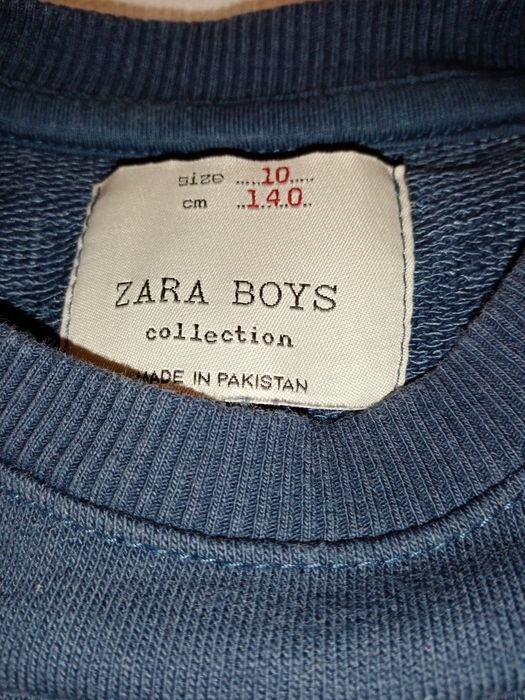 size .....10.....
cm ..140..
ZARA BOYS
collection
MADE IN PAKISTAN